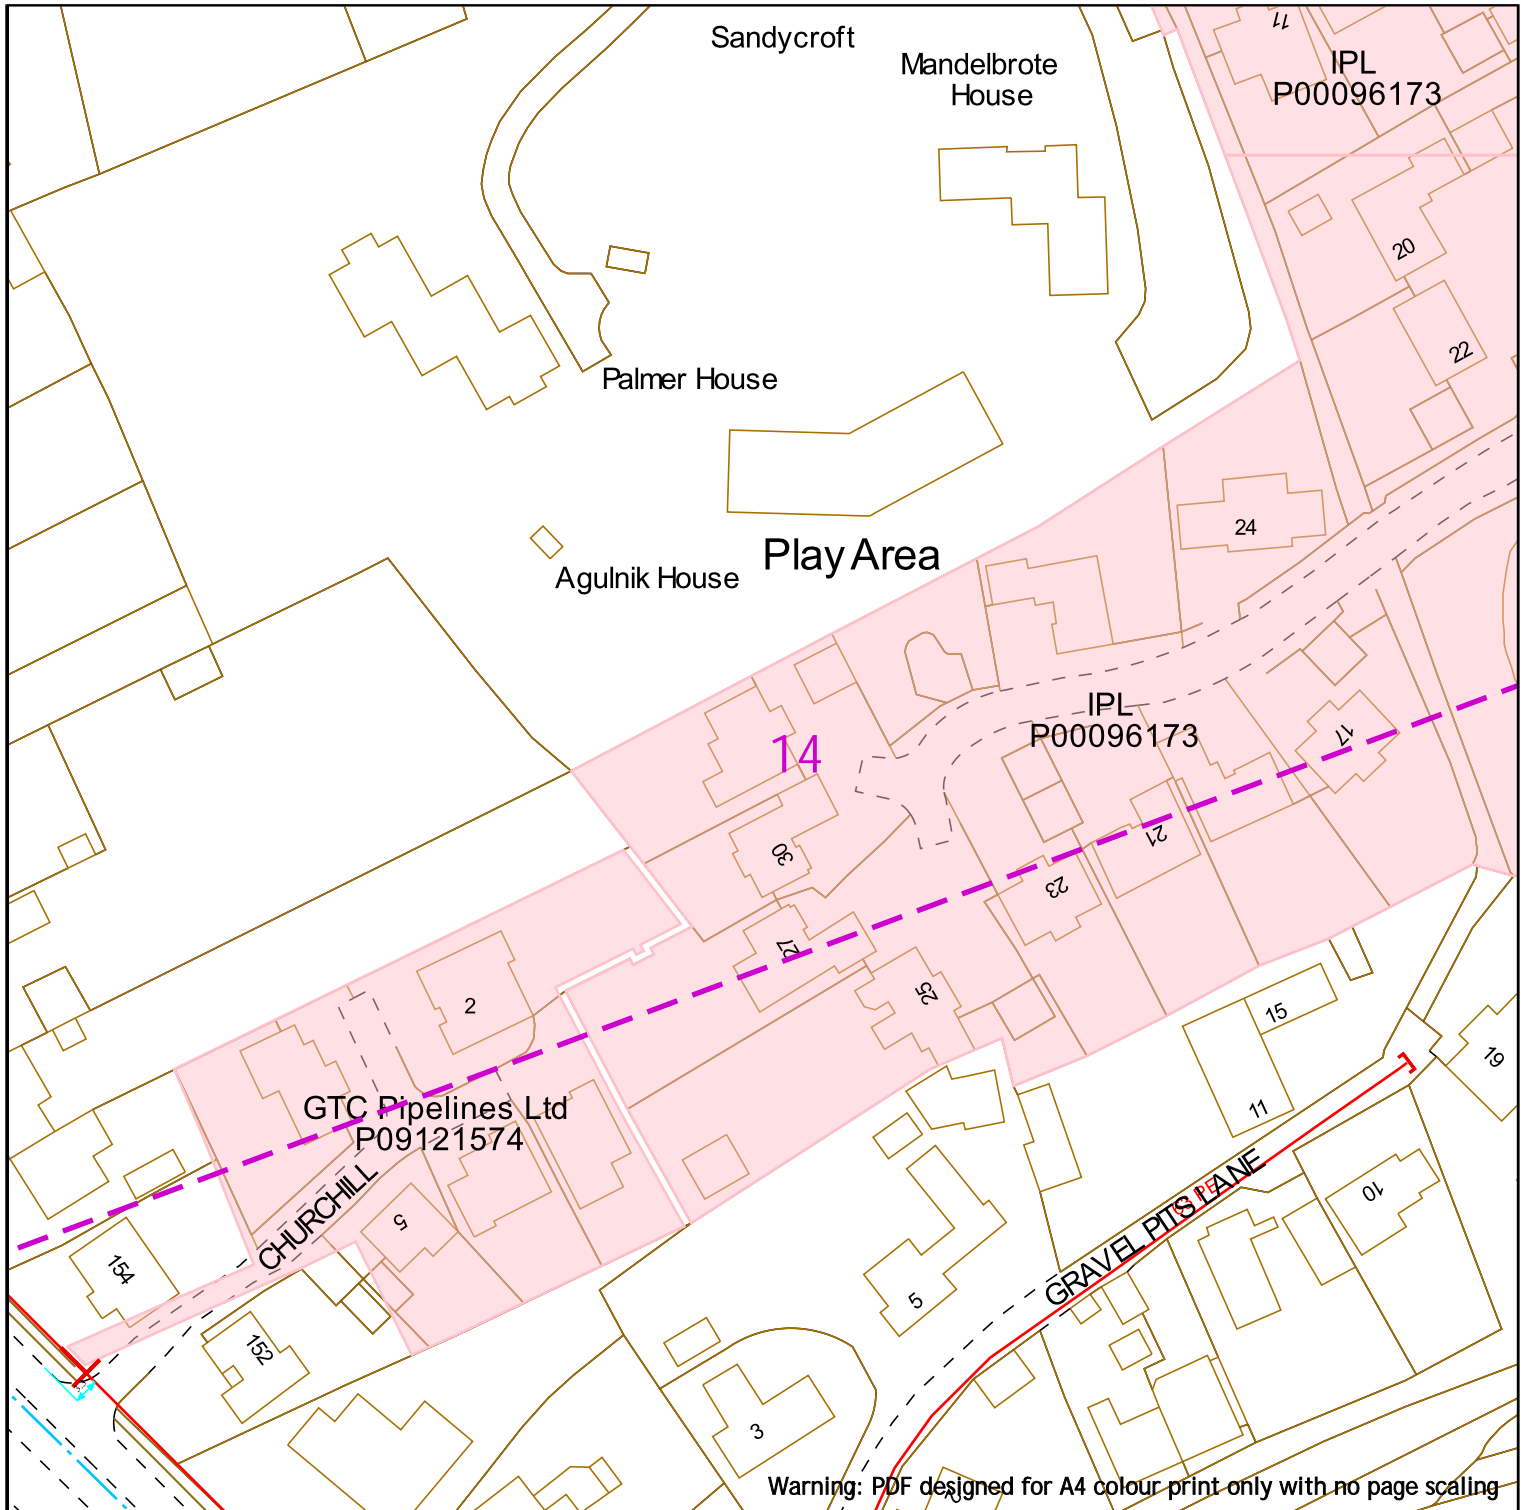 Sandycroft
Mandelbrote
House
77
IPL
P00096173
20
22
Palmer House
24
Play Area
Agulnik House
IPL
P00096173
17
14
21
30
23
27
25
2
15
19
11
GTC Pipelines Ltd
P09121574
CHURCHILL
5
154
152
GRAVEL PITS LANE
PE
10
5
3
Warning: PDF designed for A4 colour print only with no page scaling